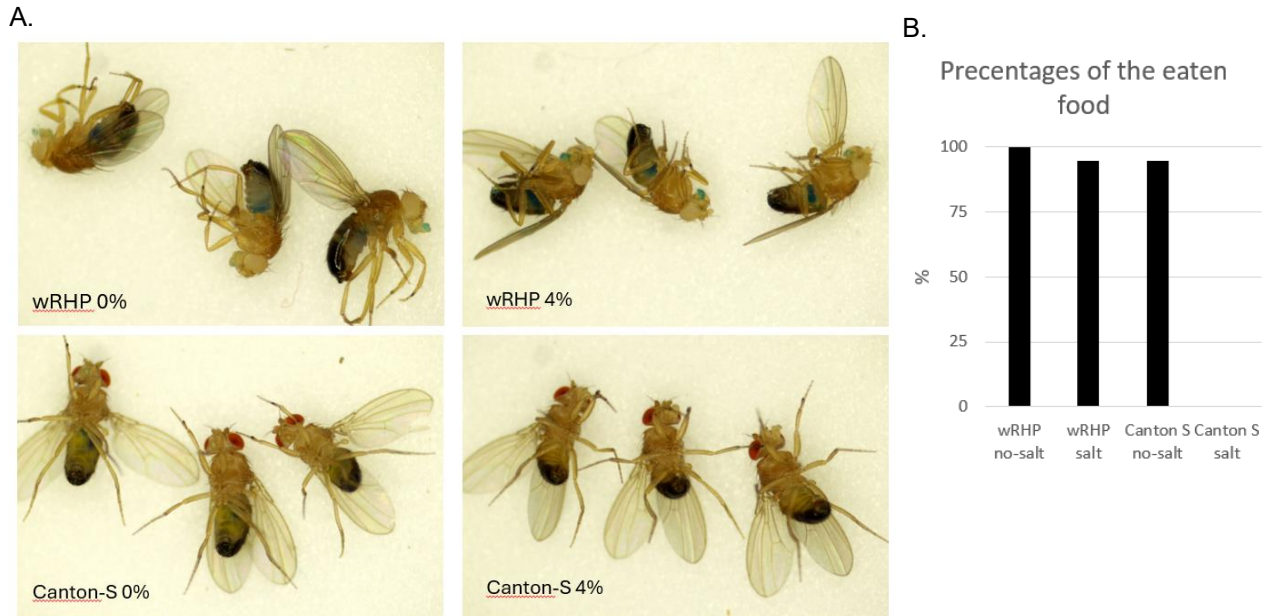 A.
B.
wRHP 0%
wRHP 4%
Canton-S 0%
Canton-S 4%
Precentages of the eaten
food
100
75
50
25
0
%
wRHP
no-salt
wRHP
salt
Canton S
no-salt
Canton S
salt